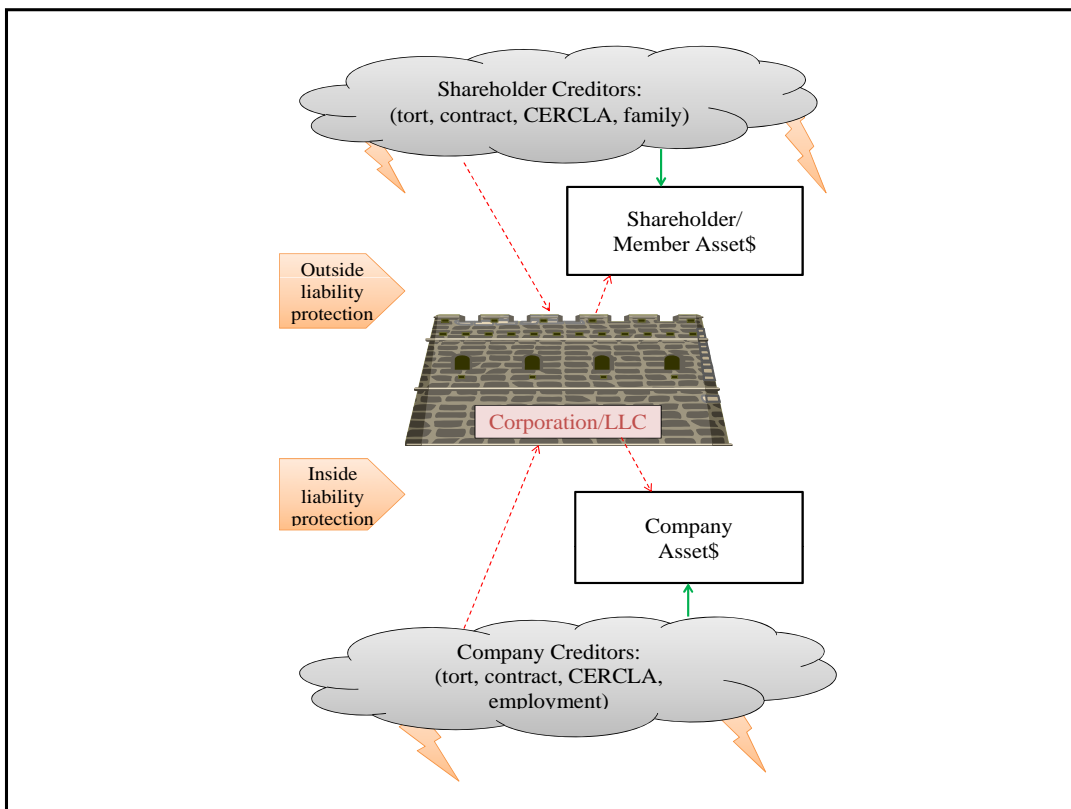 Shareholder Creditors:
(tort, contract, CERCLA, family)
Shareholder/
Member Asset$
Outside
liability
protection
Corporation/LLC
Inside
liability
protection
Company
Asset$
Company Creditors:
(tort, contract, CERCLA,
employment)